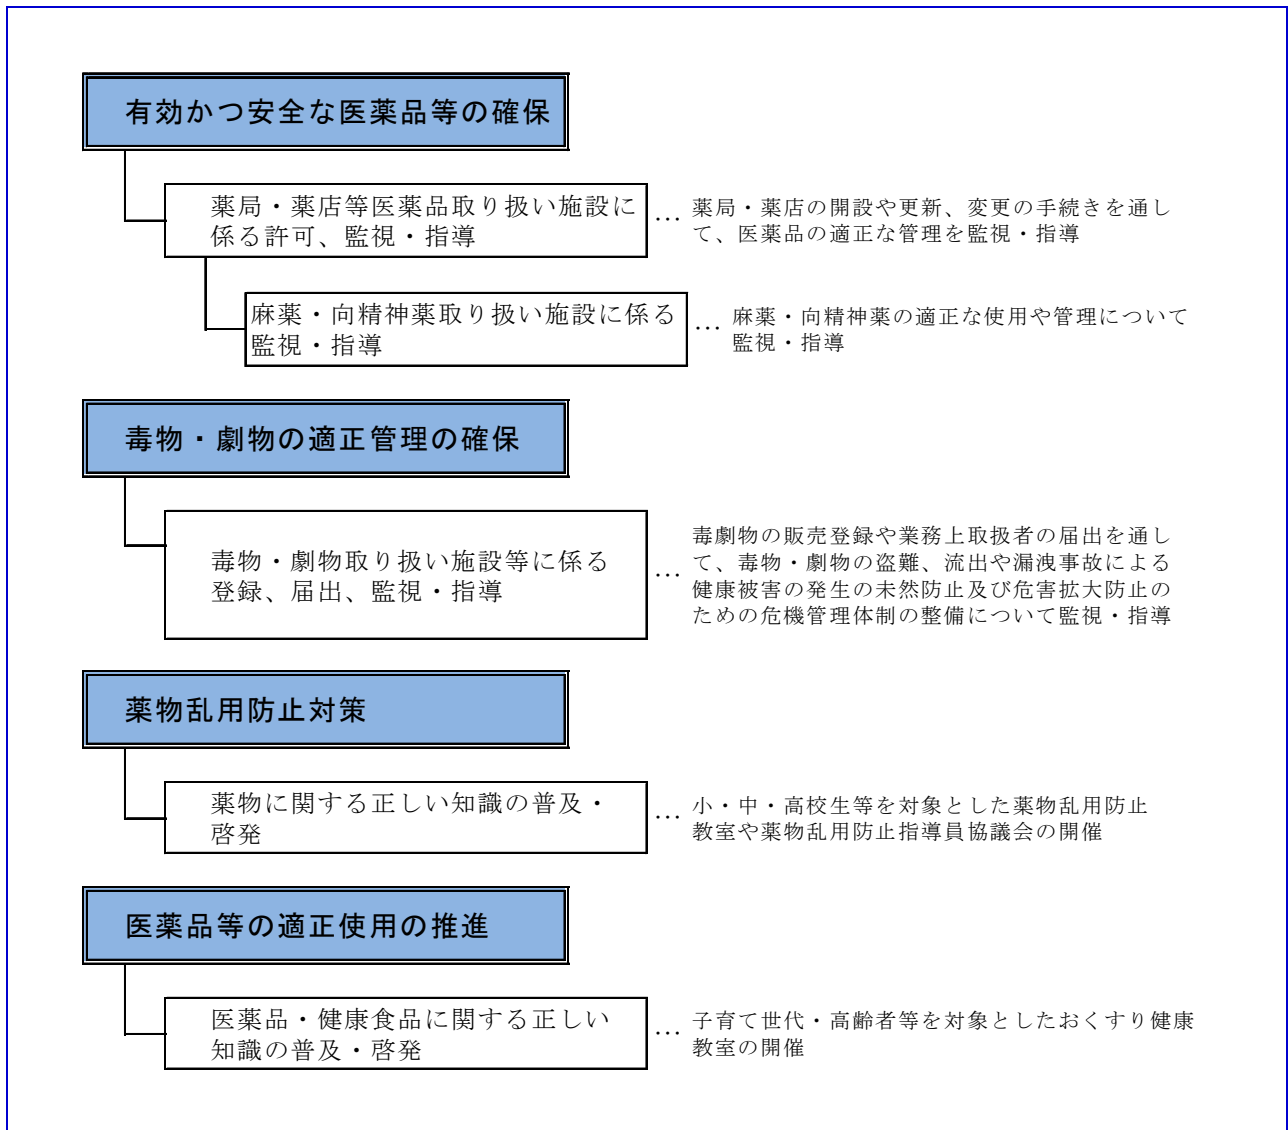 有効かつ安全な医薬品等の確保
薬局・薬店等医薬品取り扱い施設に
係る許可、監視・指導
… 薬局・薬店の開設や更新、変更の手続きを通し
て、医薬品の適正な管理を監視・指導
麻薬・向精神薬取り扱い施設に係る
監視・指導
… 麻薬・向精神薬の適正な使用や管理について
監視・指導
毒物・劇物の適正管理の確保
毒物・劇物取り扱い施設等に係る
登録、届出、監視・指導
… 毒劇物の販売登録や業務上取扱者の届出を通し
て、毒物・劇物の盗難、流出や漏洩事故による
健康被害の発生の未然防止及び危害拡大防止の
ための危機管理体制の整備について監視・指導
薬物乱用防止対策
薬物に関する正しい知識の普及・
啓発
… 小・中・高校生等を対象とした薬物乱用防止
教室や薬物乱用防止指導員協議会の開催
医薬品等の適正使用の推進
医薬品・健康食品に関する正しい
知識の普及・啓発
… 子育て世代・高齢者等を対象としたおくすり健康
教室の開催